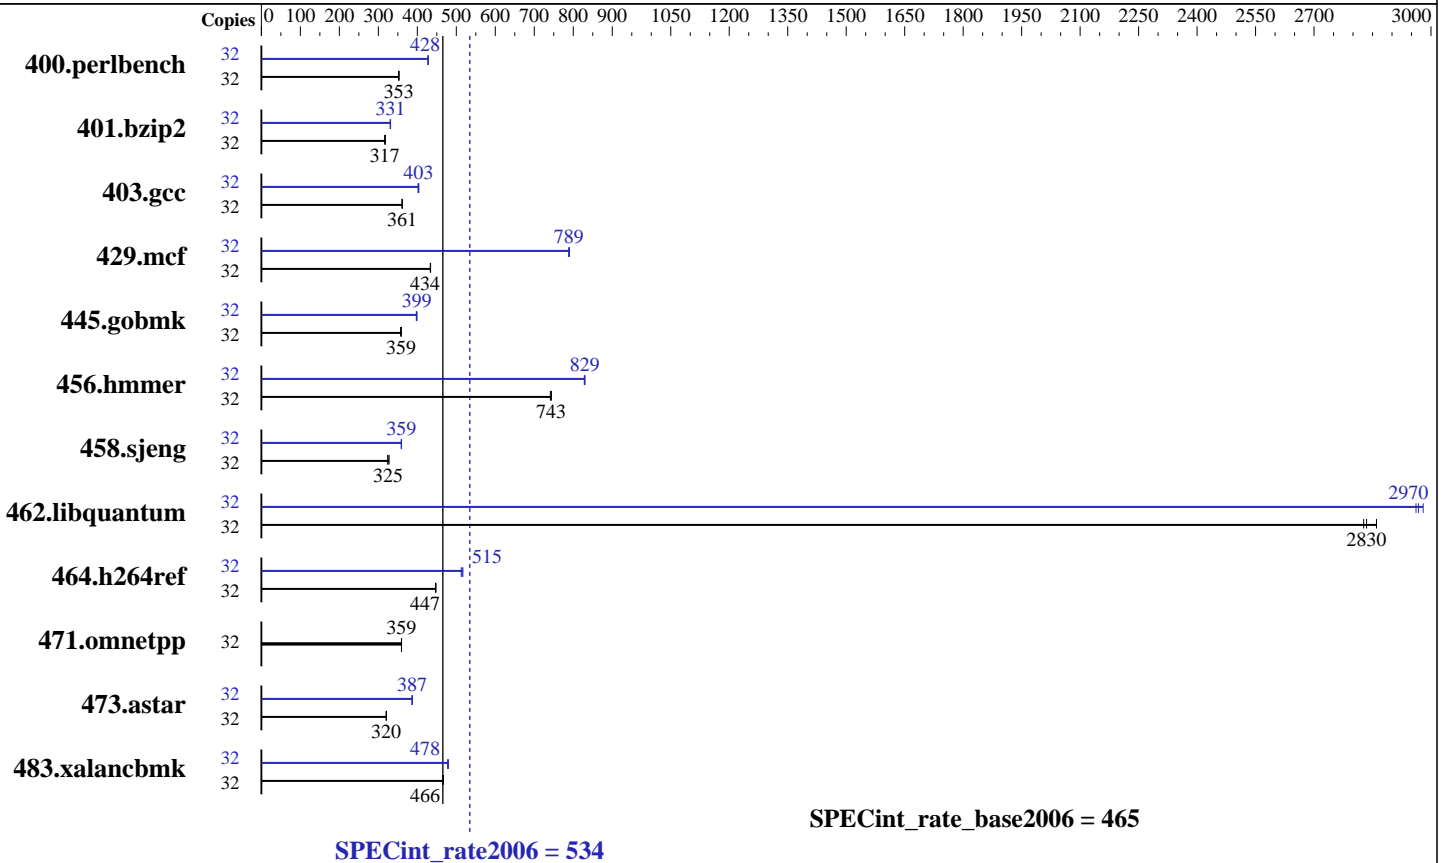 Copies 0 100 200 300 400 500 600 700 800 900 1050 1200 1350 1500 1650 1800 1950 2100 2250 2400 2550 2700 3000
400.perlbench 32 428
32 353
401.bzip2 32 331
32 317
403.gcc 32 403
32 361
429.mcf 32 789
32 434
445.gobmk 32 399
32 359
456.hmmer 32 829
32 743
458.sjeng 32 359
32 325
462.libquantum 32 2970
32 2830
464.h264ref 32 515
32 447
471.omnetpp 32 359
473.astar 32 387
32 320
483.xalancbmk 32 478
32 466
SPECint_rate_base2006 = 465
SPECint_rate2006 = 534